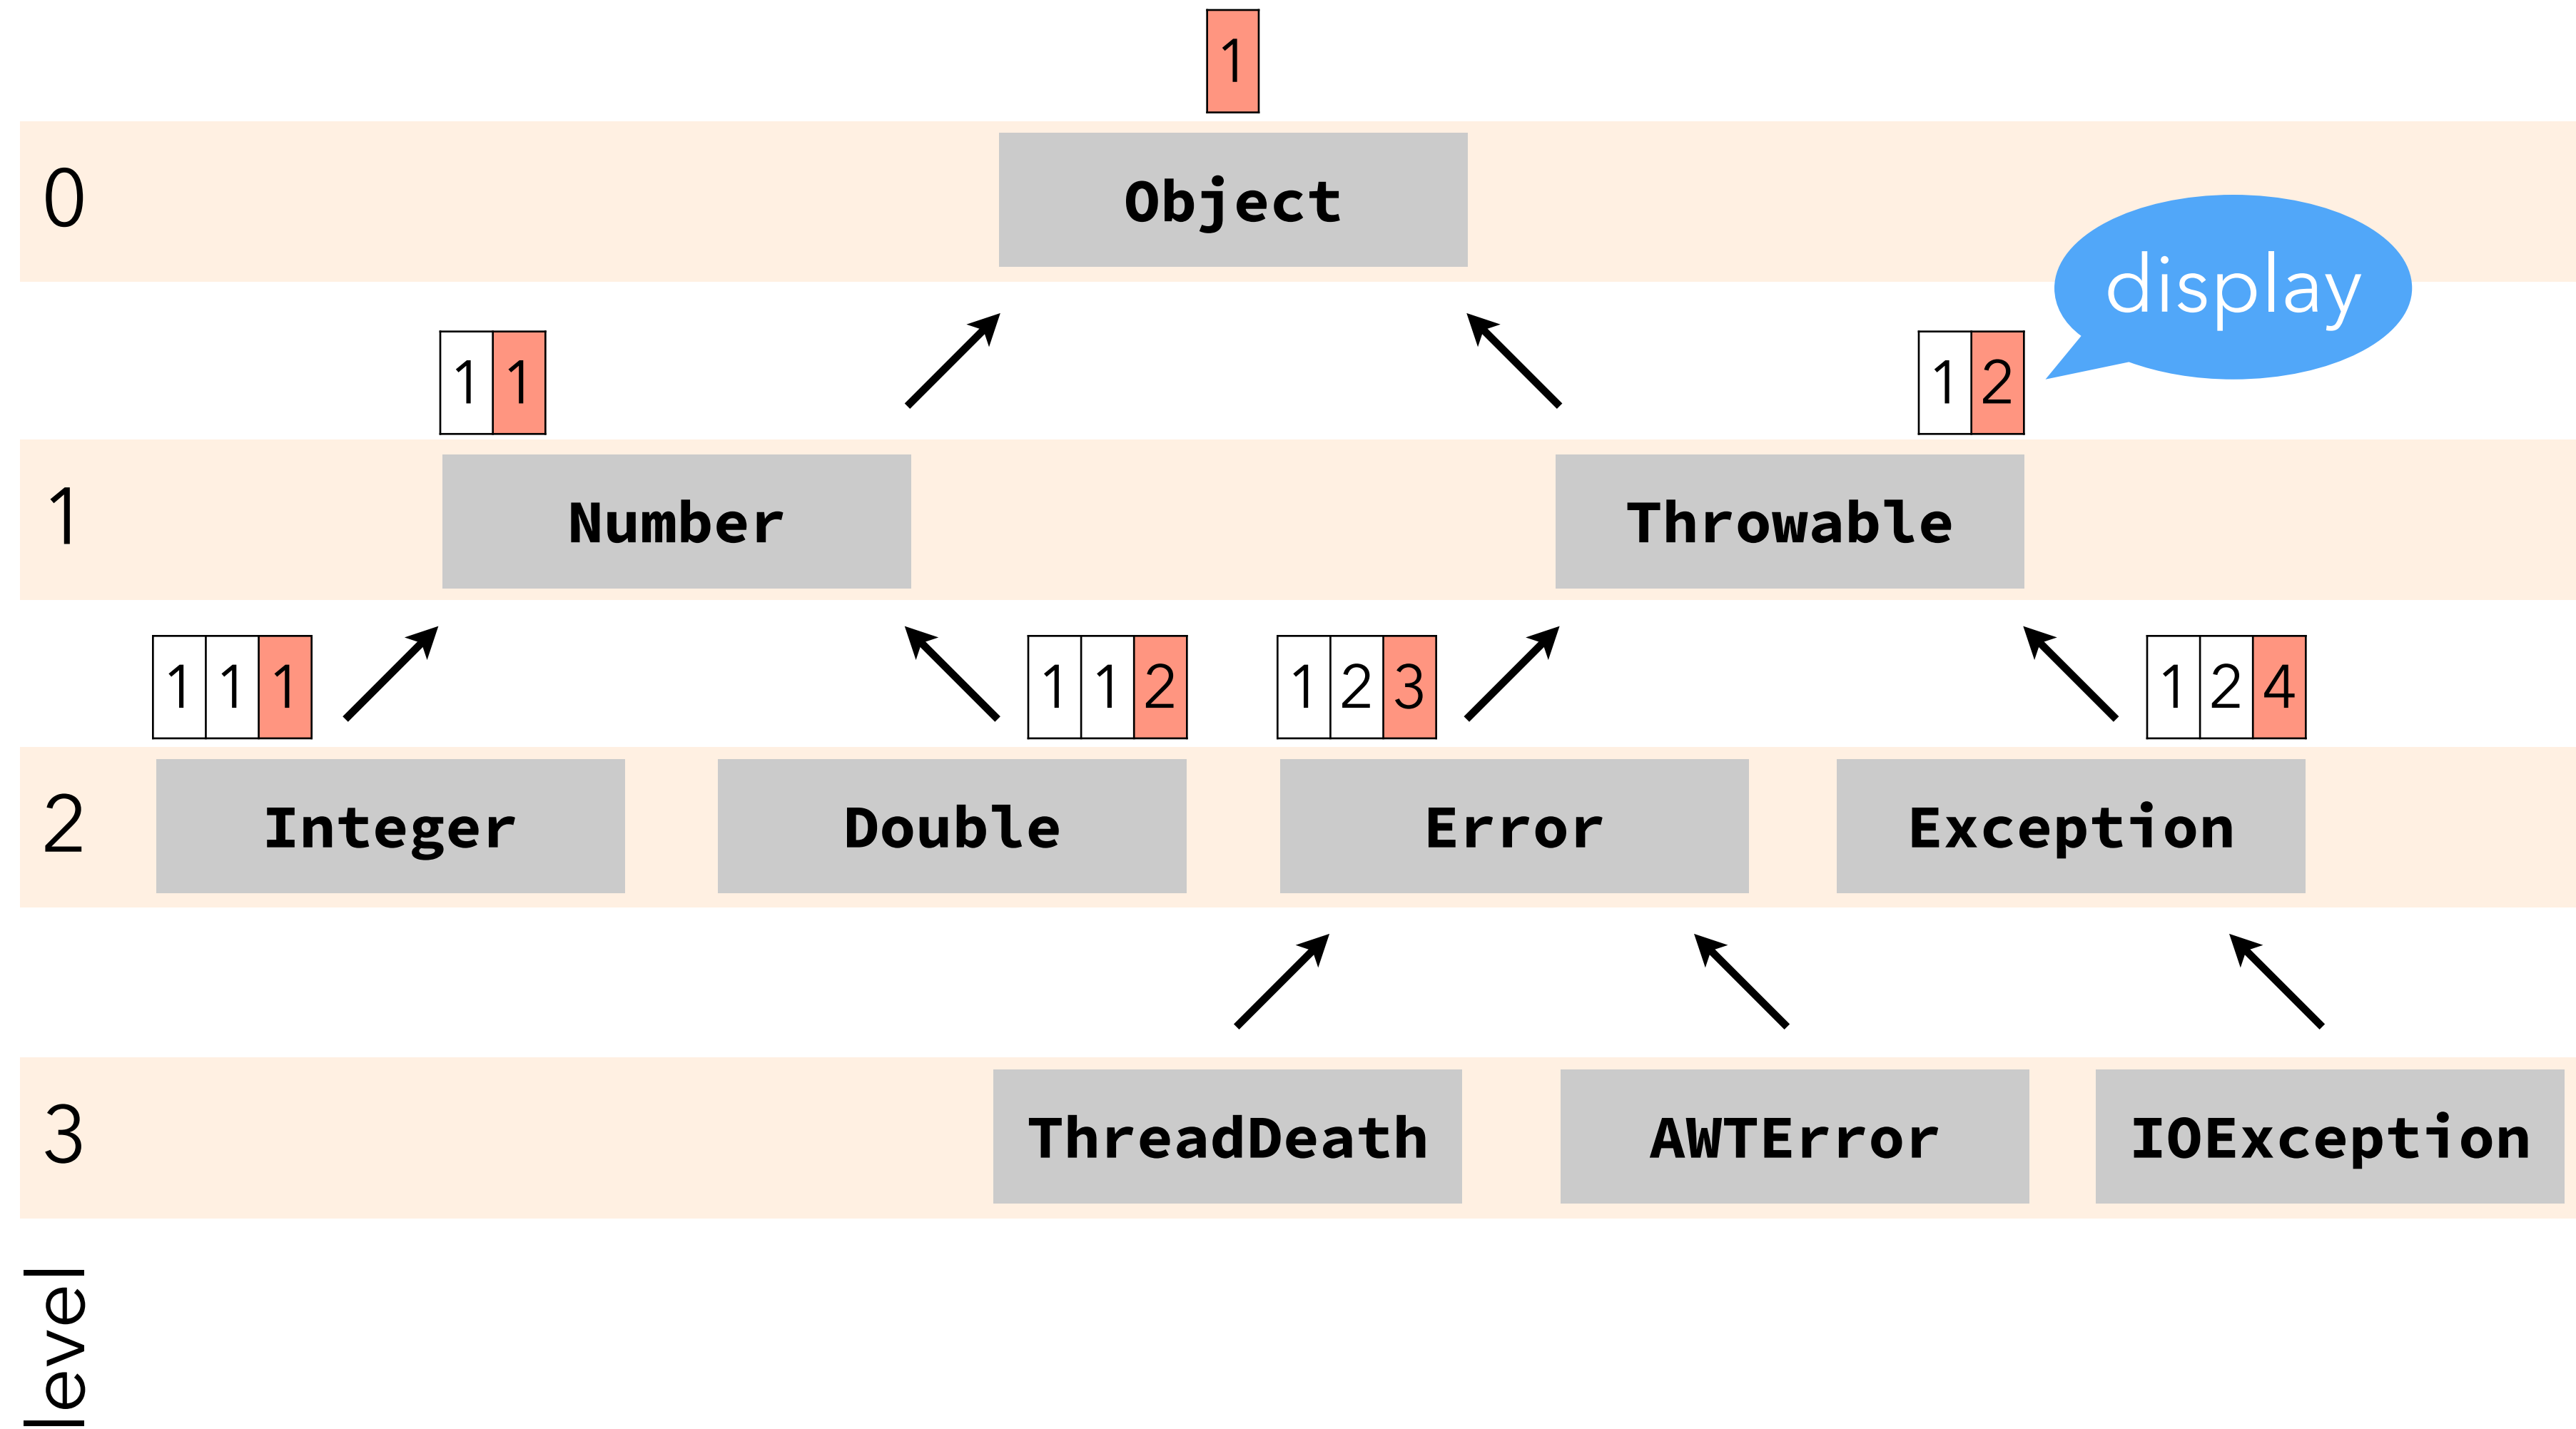 1
0
Object
display
1 1
1 2
1
Number
Throwable
1 1 1
1 1 2
1 2 3
1 2 4
2
Integer
Double
Error
Exception
3
ThreadDeath
AWTError
IOException
level